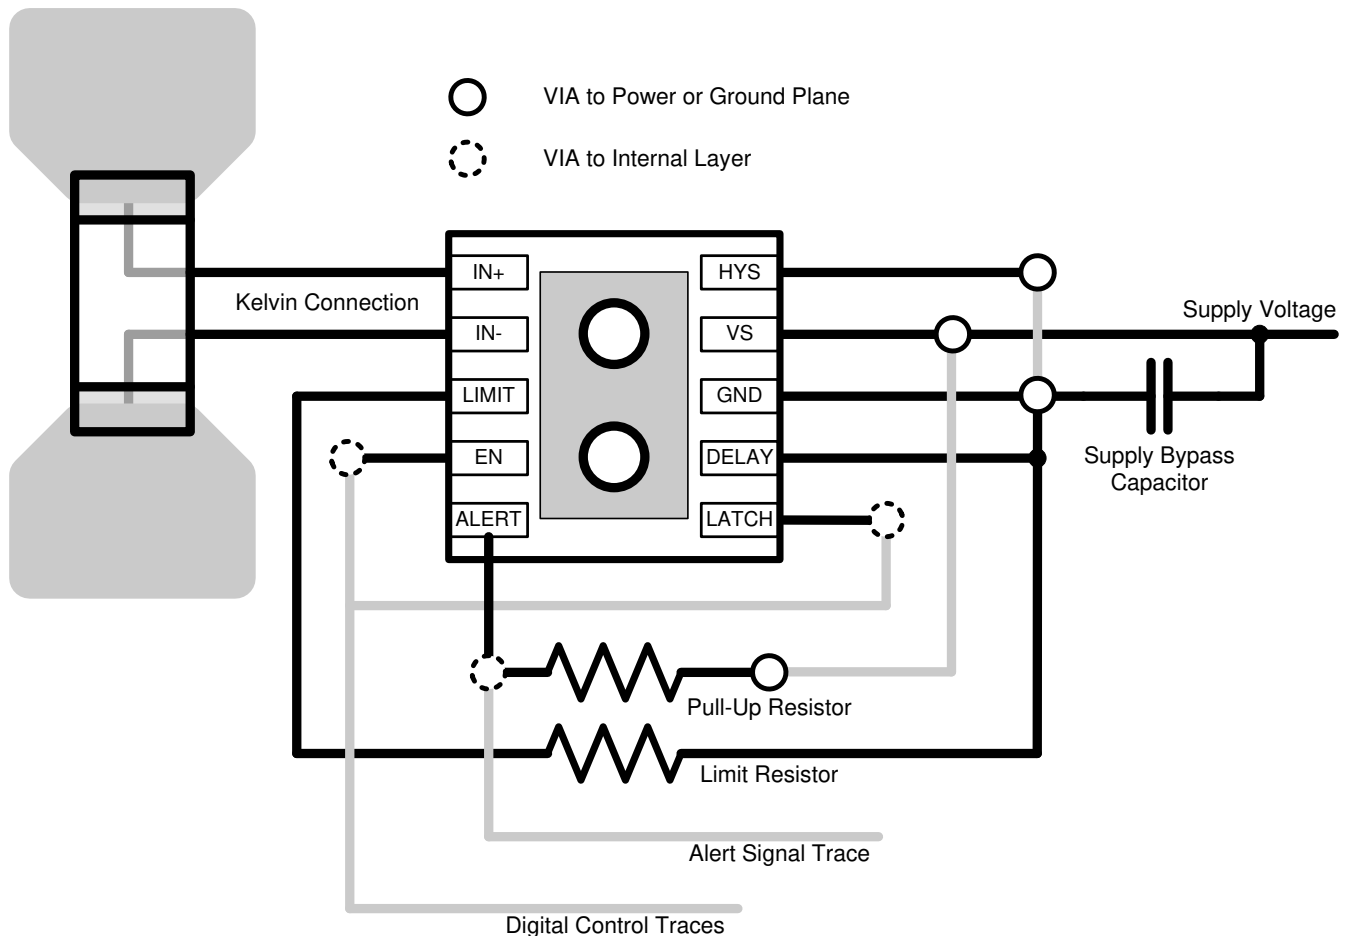 VIA to Power or Ground Plane
VIA to Internal Layer
IN+
HYS
Kelvin Connection
Supply Voltage
IN-
VS
LIMIT
GND
EN
DELAY
Supply Bypass
Capacitor
ALERT
LATCH
Pull-Up Resistor
Limit Resistor
Alert Signal Trace
Digital Control Traces